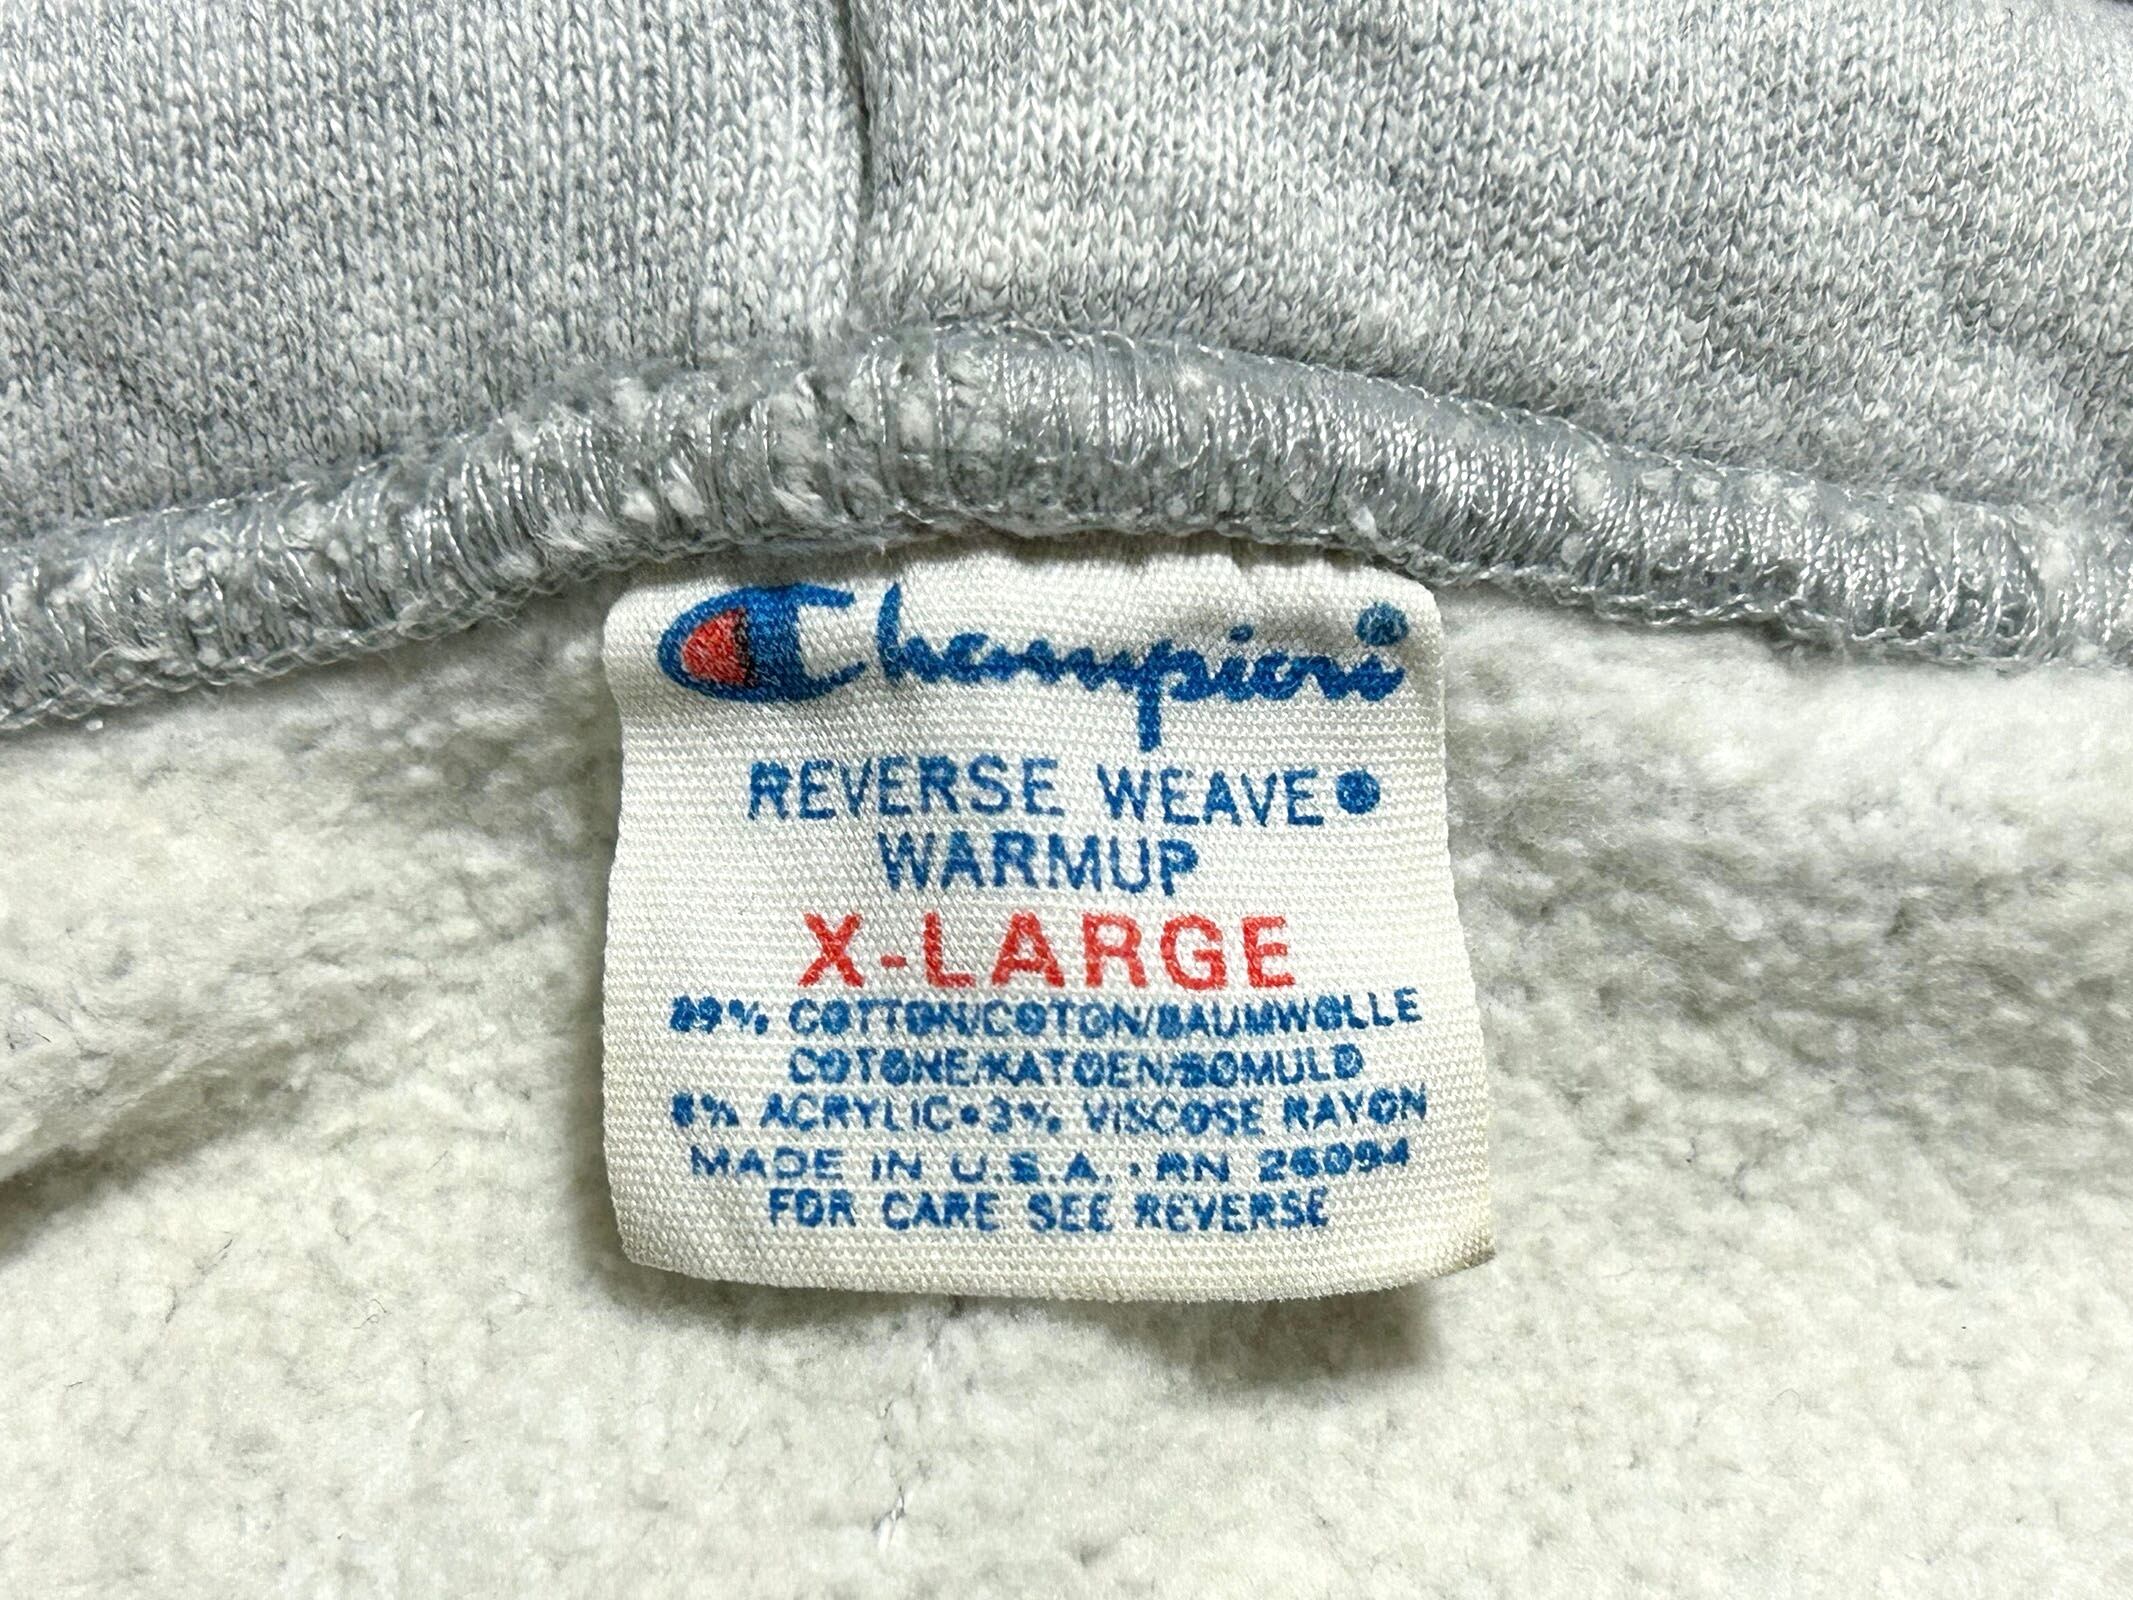 Champion®
REVERSE WEAVE®
WARMUP
X-LARGE
89% COTTON/COTON/BAUMWOLLE
COTONE/KATOEN/BOMULD
8% ACRYLIC•3% VISCOSE RAYON
MADE IN U.S.A. • RN 26094
FOR CARE SEE REVERSE